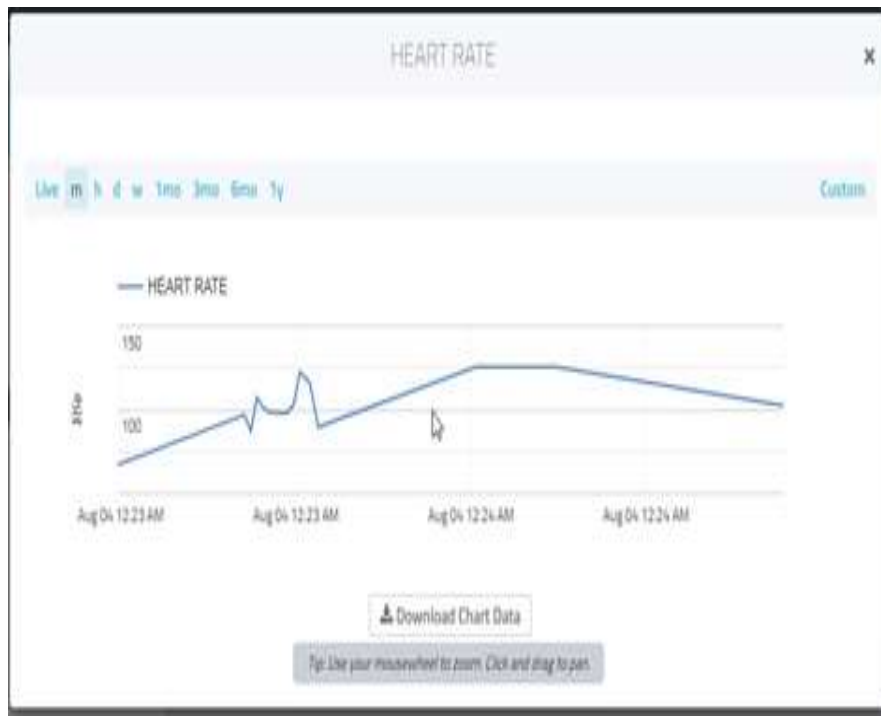 HEART RATE x
Live m h d w 1mo 3mo 6mo 1y Custom
HEART RATE
150
100
Aug 04 12:23 AM Aug 04 12:23 AM Aug 04 12:24 AM Aug 04 12:24 AM
Download Chart Data
Tip: Use your mousewheel to zoom. Click and drag to pan.